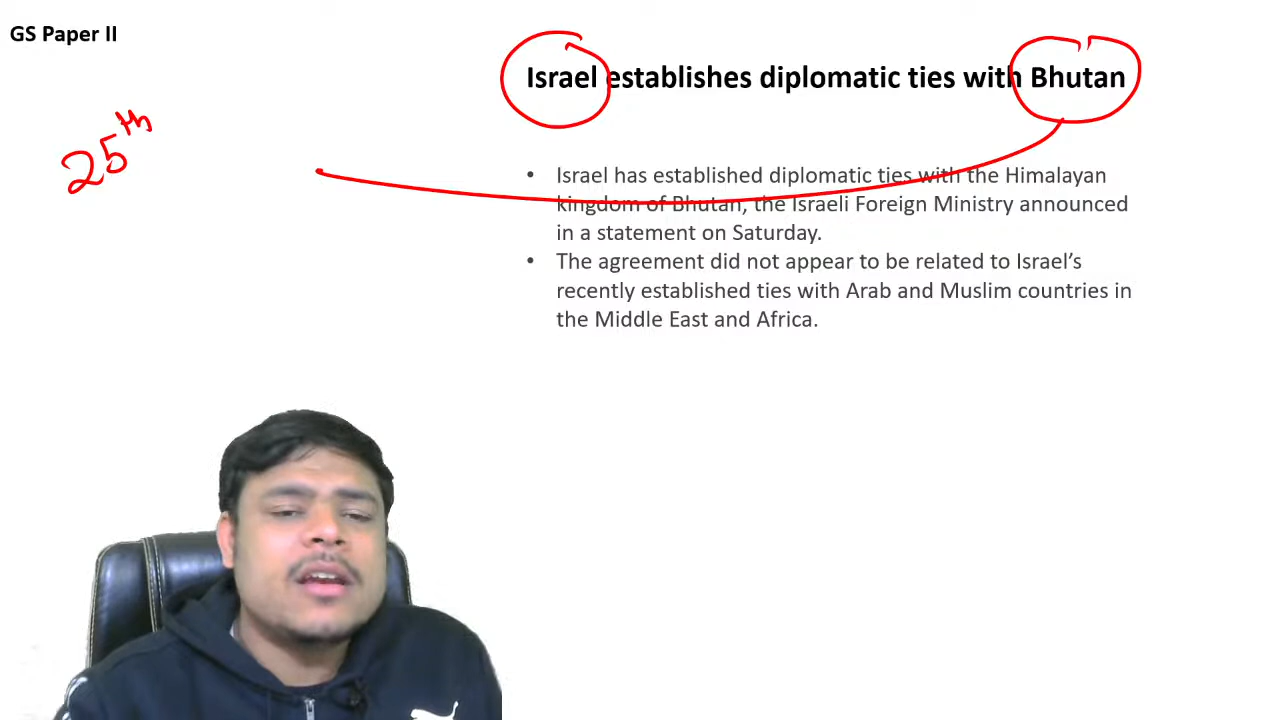 GS Paper II
Israel establishes diplomatic ties with Bhutan
25th
• Israel has established diplomatic ties with the Himalayan
kingdom of Bhutan, the Israeli Foreign Ministry announced
in a statement on Saturday.
• The agreement did not appear to be related to Israel’s
recently established ties with Arab and Muslim countries in
the Middle East and Africa.